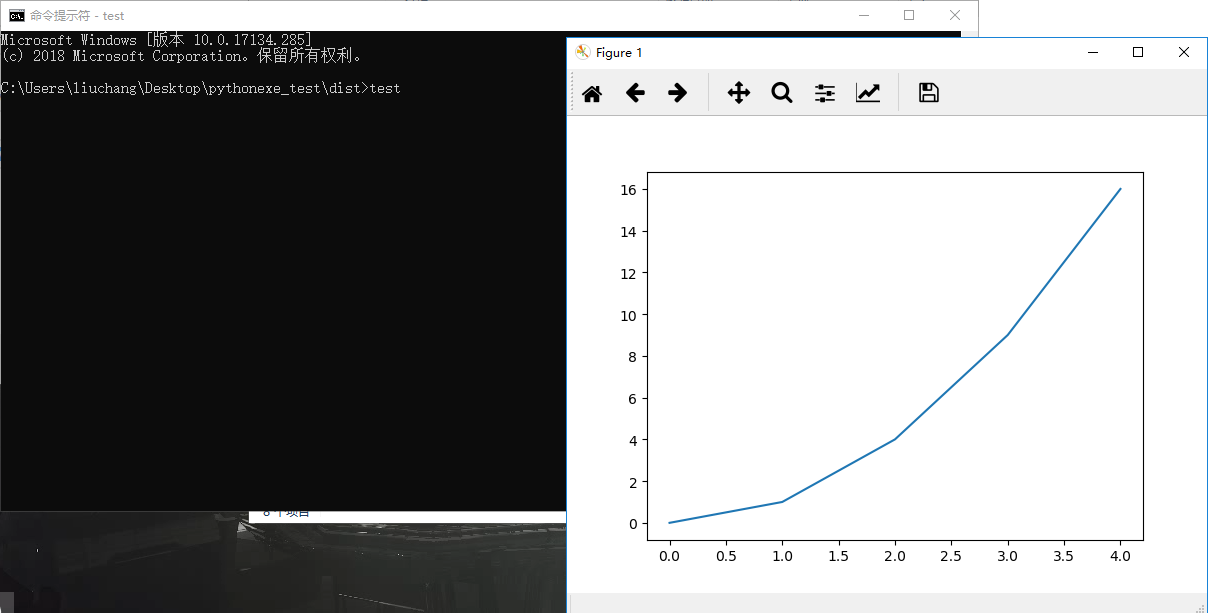 命令提示符 - test
Microsoft Windows [版本 10.0.17134.285]
(c) 2018 Microsoft Corporation。保留所有权利。
C:\Users\liuchang\Desktop\pythonexe_test\dist>test
Figure 1
16
14
12
10
8
6
4
2
0
0.0 0.5 1.0 1.5 2.0 2.5 3.0 3.5 4.0
8 个项目